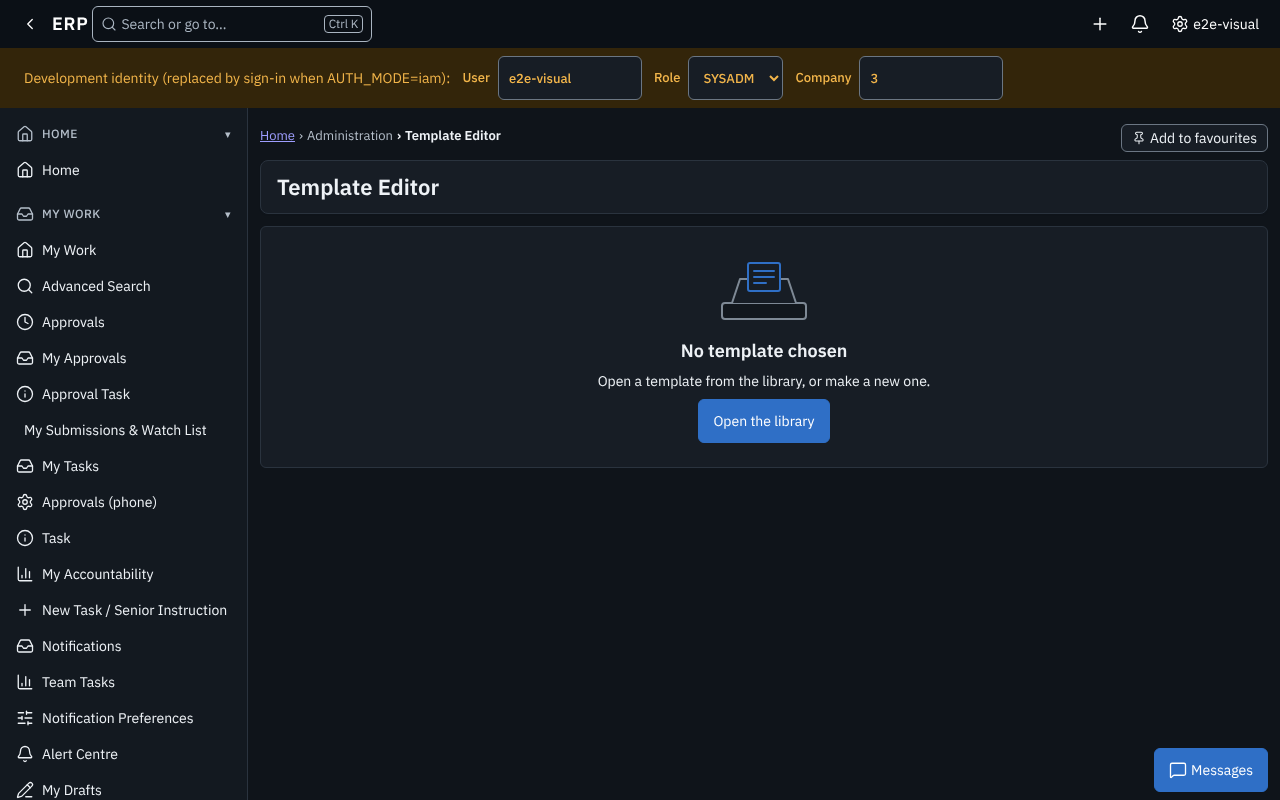 ERP
Search or go to...
Ctrl K
e2e-visual
Development identity (replaced by sign-in when AUTH_MODE=iam):
User
e2e-visual
Role
SYSADM
Company
3
HOME
Home
MY WORK
My Work
Advanced Search
Approvals
My Approvals
Approval Task
My Submissions & Watch List
My Tasks
Approvals (phone)
Task
My Accountability
New Task / Senior Instruction
Notifications
Team Tasks
Notification Preferences
Alert Centre
My Drafts
Home › Administration › Template Editor
Add to favourites
Template Editor
No template chosen
Open a template from the library, or make a new one.
Open the library
Messages